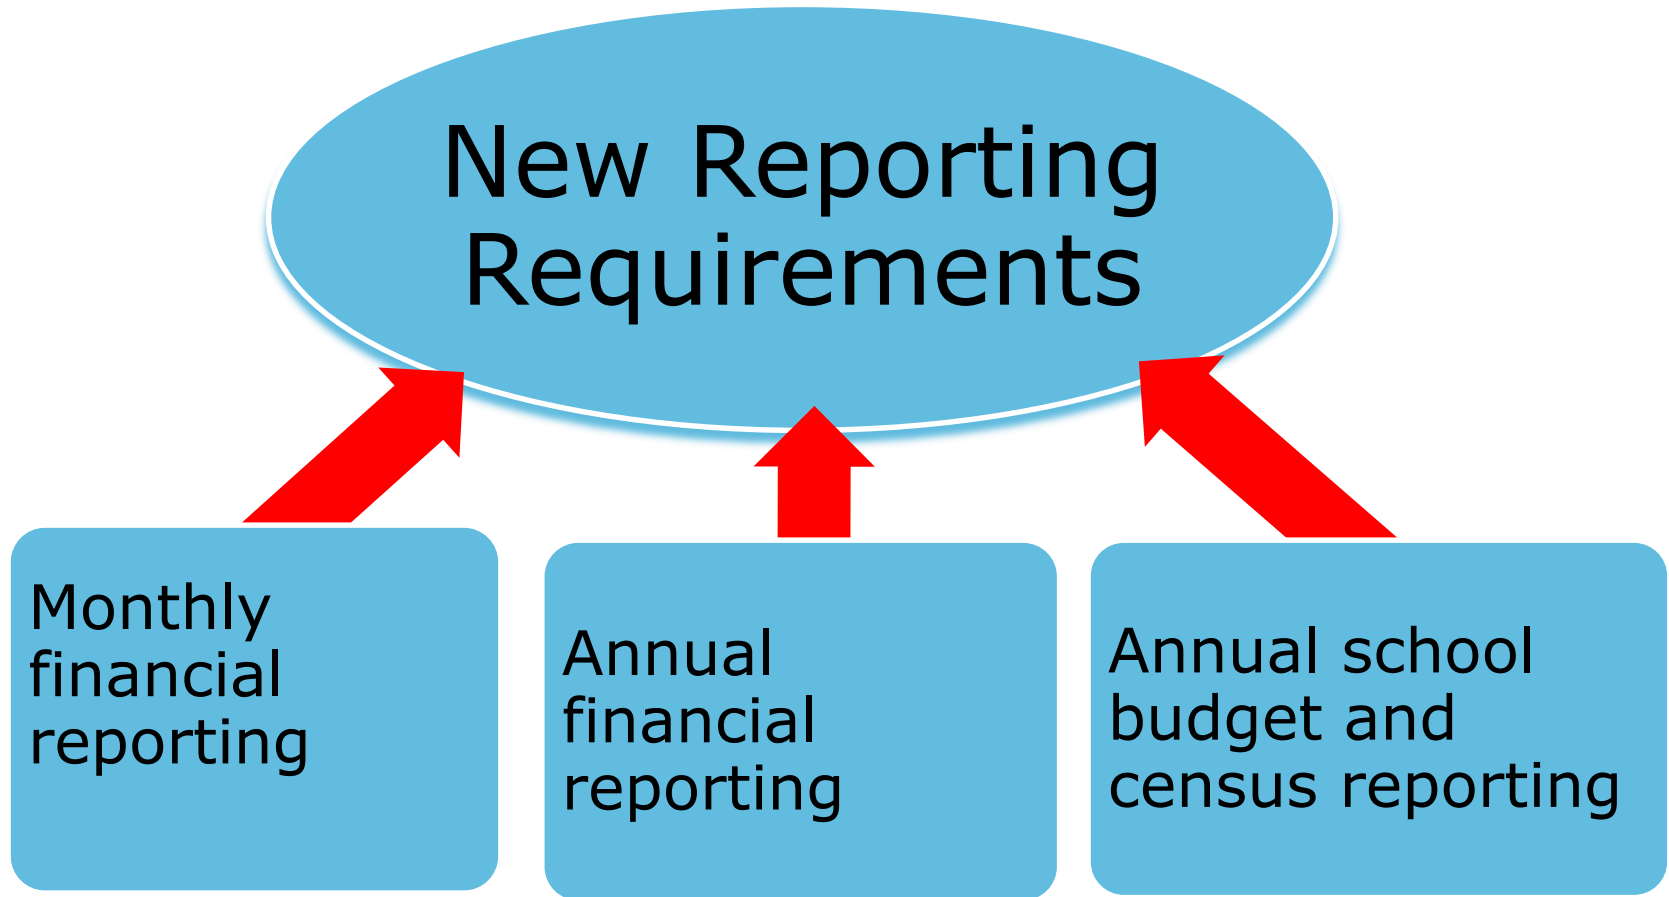 New Reporting
Requirements
Monthly
financial
reporting
Annual
financial
reporting
Annual school
budget and
census reporting